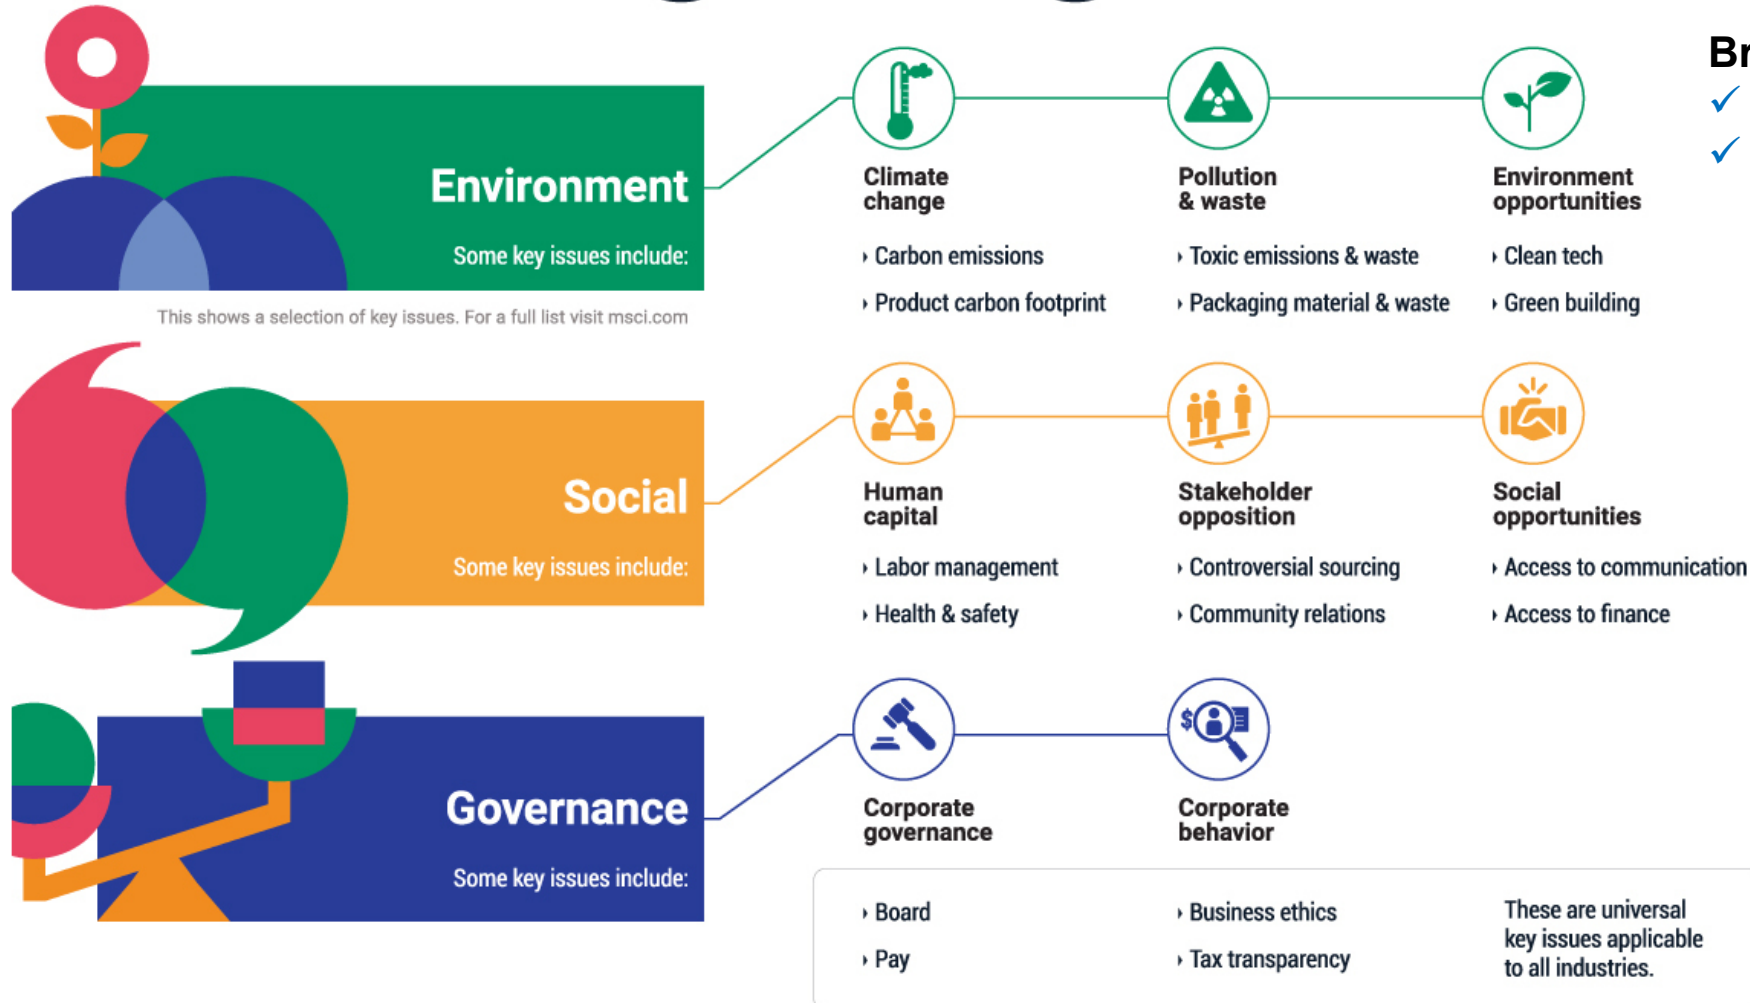 Br
Environment
Some key issues include:
This shows a selection of key issues. For a full list visit msci.com
Climate
change
› Carbon emissions
› Product carbon footprint
Pollution
& waste
› Toxic emissions & waste
› Packaging material & waste
Environment
opportunities
› Clean tech
› Green building
Social
Some key issues include:
Human
capital
› Labor management
› Health & safety
Stakeholder
opposition
› Controversial sourcing
› Community relations
Social
opportunities
› Access to communication
› Access to finance
Governance
Some key issues include:
Corporate
governance
› Board
› Pay
Corporate
behavior
$
› Business ethics
› Tax transparency
These are universal
key issues applicable
to all industries.